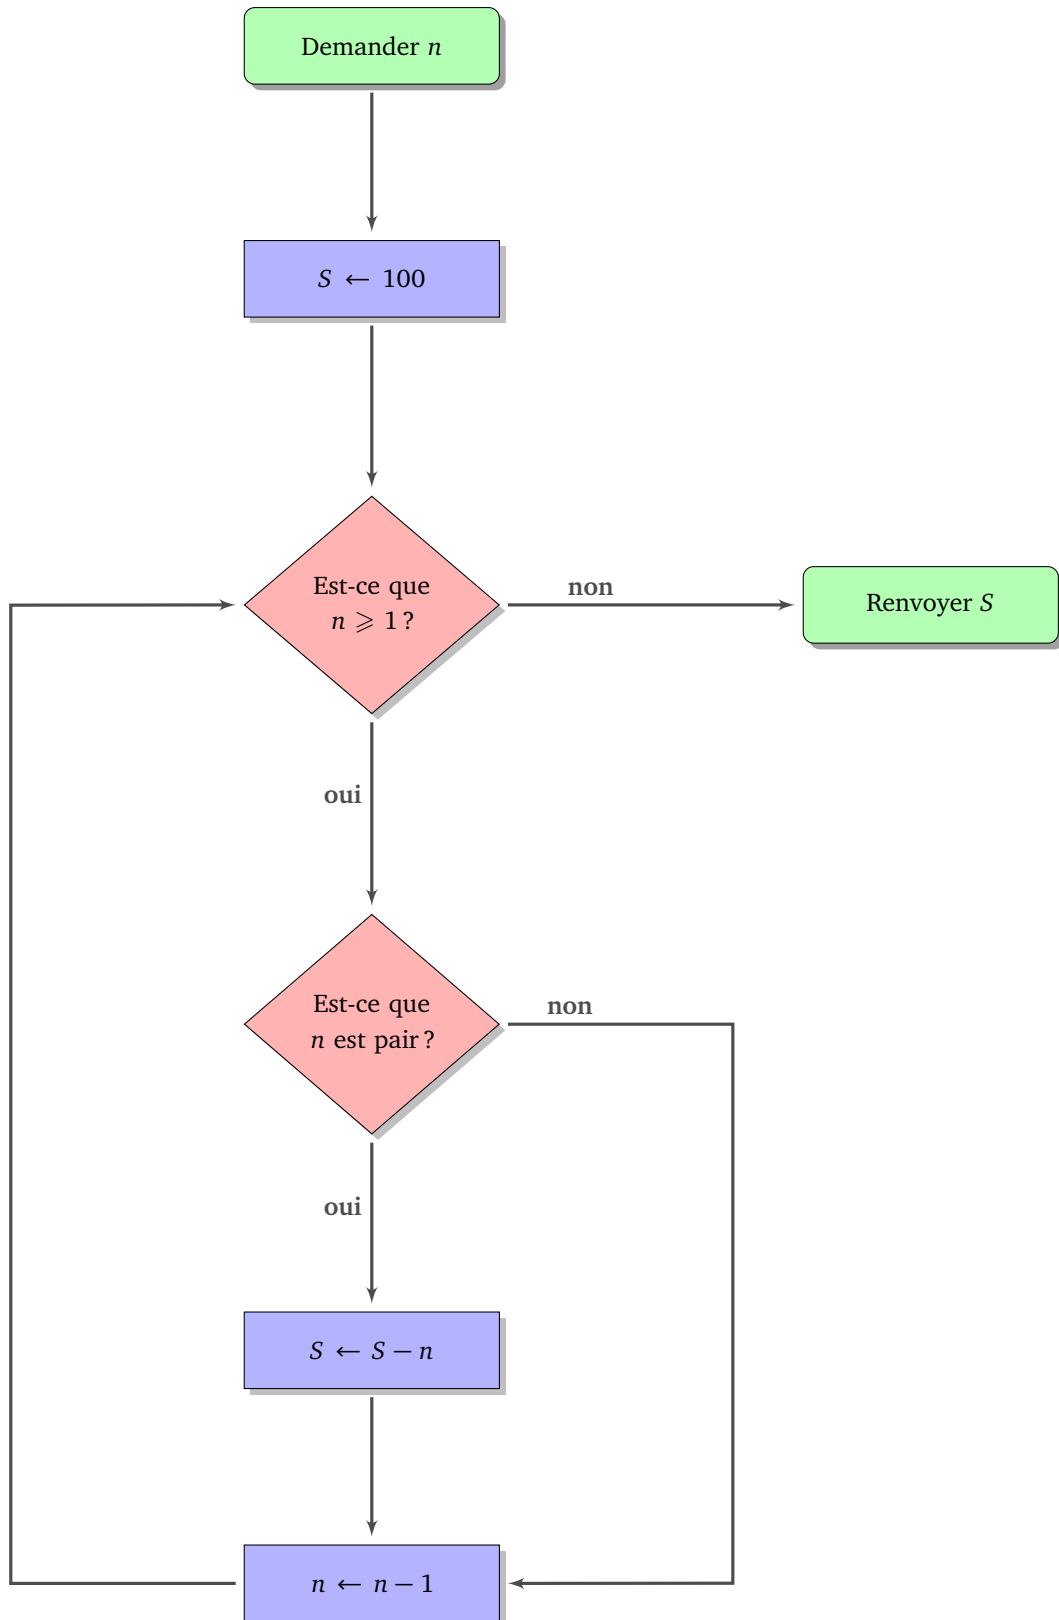 Demander n
S ← 100
Est-ce que
n ⩾ 1 ?
non
Renvoyer S
oui
Est-ce que
n est pair ?
non
oui
S ← S − n
n ← n − 1